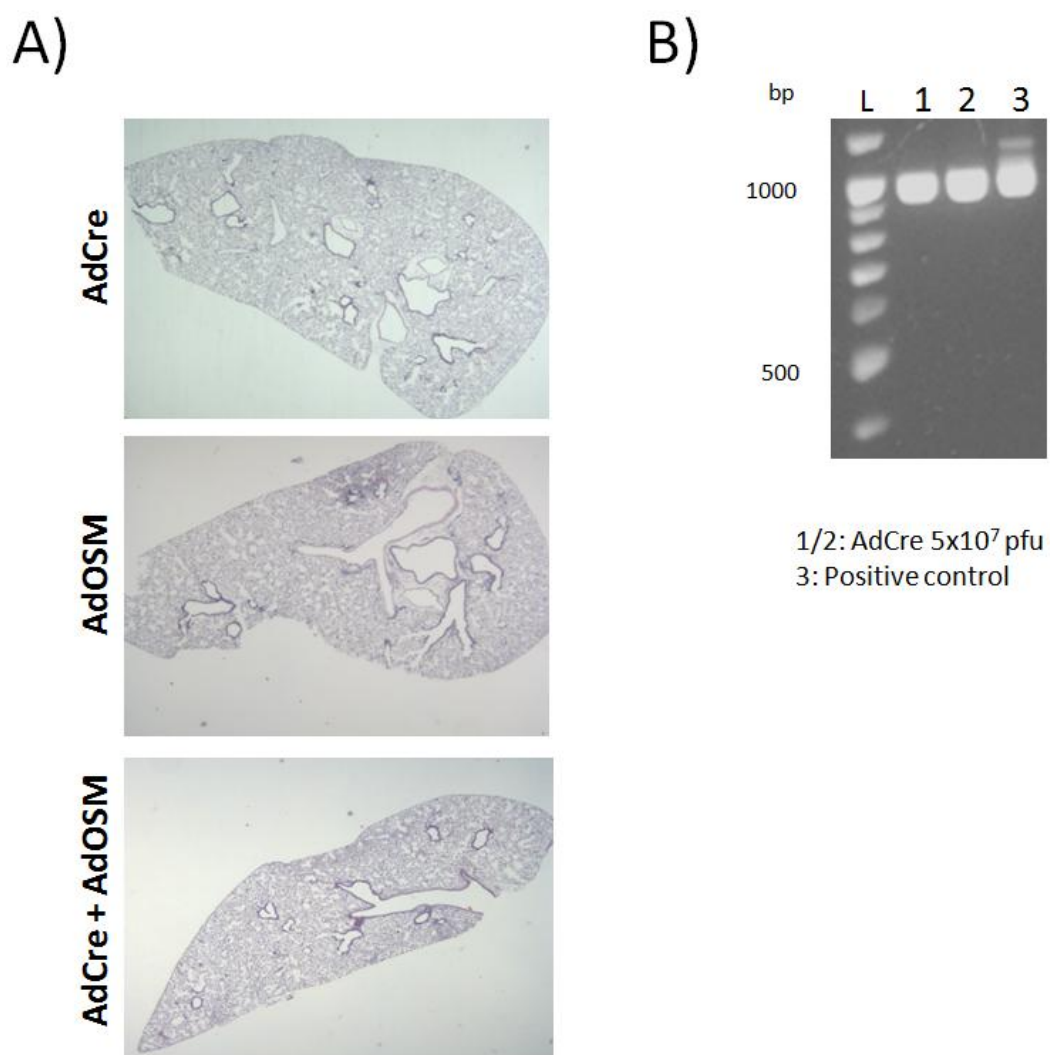 A)
AdCre
AdOSM
AdCre + AdOSM
B)
bp
L 1 2 3
1000
500
1/2: AdCre 5x10⁷ pfu
3: Positive control